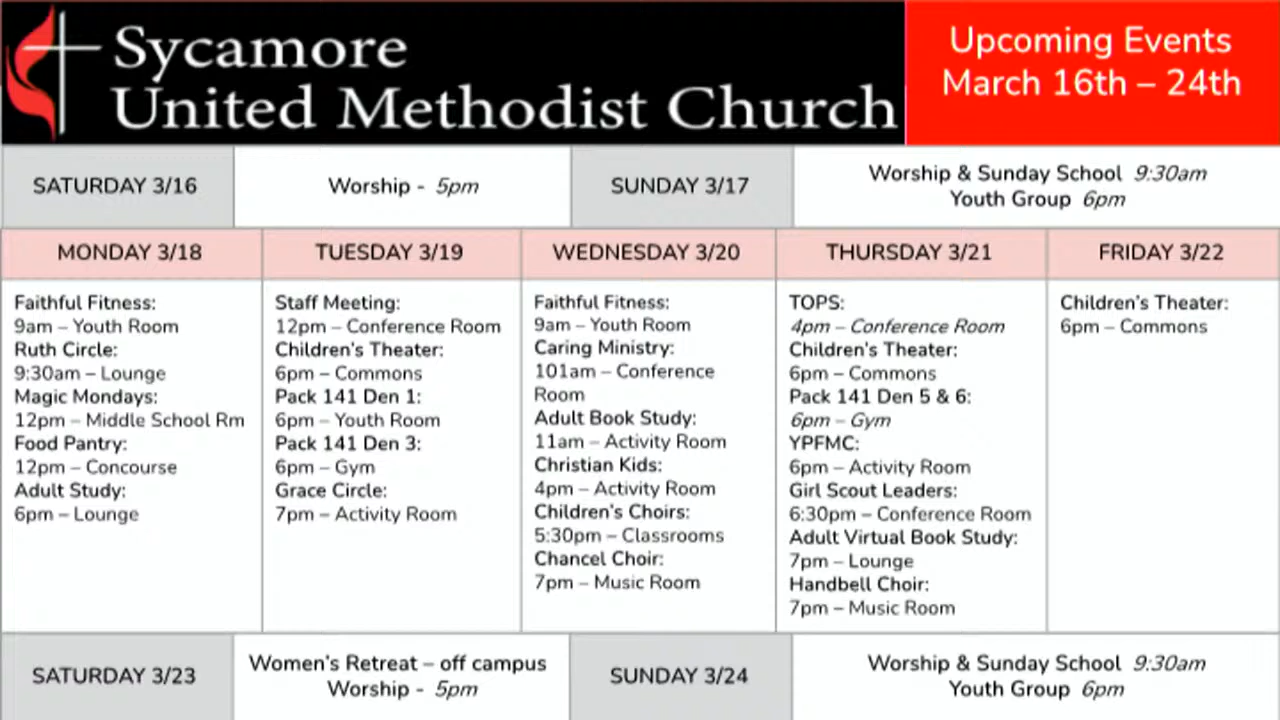 Sycamore
United Methodist Church
Upcoming Events
March 16th – 24th
SATURDAY 3/16
Worship - 5pm
SUNDAY 3/17
Worship & Sunday School 9:30am
Youth Group 6pm
MONDAY 3/18
TUESDAY 3/19
WEDNESDAY 3/20
THURSDAY 3/21
FRIDAY 3/22
Faithful Fitness:
9am – Youth Room
Ruth Circle:
9:30am – Lounge
Magic Mondays:
12pm – Middle School Rm
Food Pantry:
12pm – Concourse
Adult Study:
6pm – Lounge
Staff Meeting:
12pm – Conference Room
Children's Theater:
6pm – Commons
Pack 141 Den 1:
6pm – Youth Room
Pack 141 Den 3:
6pm – Gym
Grace Circle:
7pm – Activity Room
Faithful Fitness:
9am – Youth Room
Caring Ministry:
101am – Conference
Room
Adult Book Study:
11am – Activity Room
Christian Kids:
4pm – Activity Room
Children's Choirs:
5:30pm – Classrooms
Chancel Choir:
7pm – Music Room
TOPS:
4pm – Conference Room
Children's Theater:
6pm – Commons
Pack 141 Den 5 & 6:
6pm – Gym
YPFMC:
6pm – Activity Room
Girl Scout Leaders:
6:30pm – Conference Room
Adult Virtual Book Study:
7pm – Lounge
Handbell Choir:
7pm – Music Room
Children's Theater:
6pm – Commons
SATURDAY 3/23
Women's Retreat – off campus
Worship - 5pm
SUNDAY 3/24
Worship & Sunday School 9:30am
Youth Group 6pm